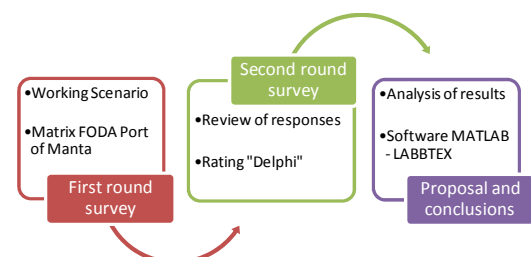 •Working Scenario
•Matrix FODA Port
of Manta
First round
survey
Second round
survey
•Review of responses
•Rating "Delphi"
•Analysis of results
•Software MATLAB
- LABBTEX
Proposal and
conclusions